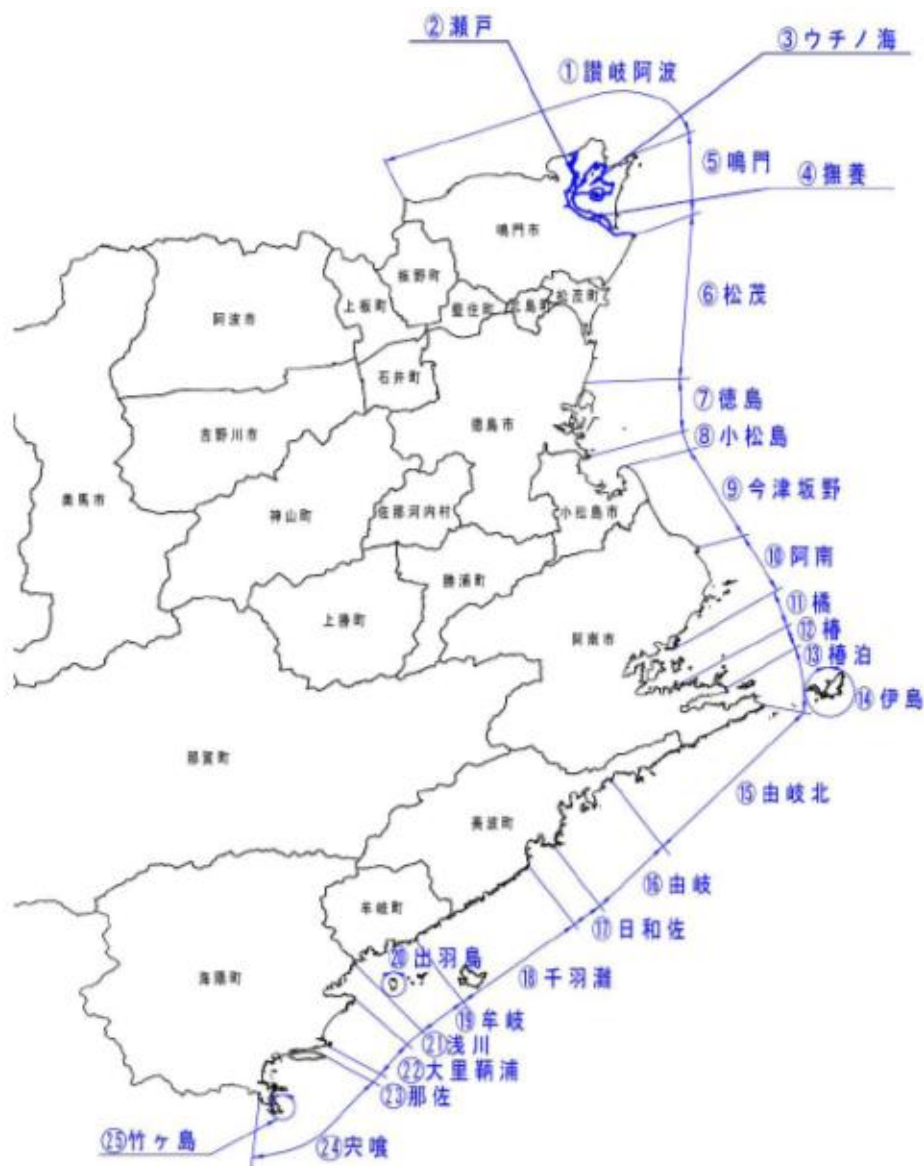 ②瀬戸
③ウチノ海
①讃岐阿波
⑤鳴門
④撫養
鳴門市
板野町
上板町
藍住町
北島町
松茂町
⑥松茂
阿波市
石井町
⑦徳島
吉野川市
徳島市
⑧小松島
美馬市
⑨今津坂野
神山町
佐那河内村
小松島市
⑩阿南
勝浦町
上勝町
⑪橘
阿南市
⑫椿
⑬椿泊
⑭伊島
那賀町
⑮由岐北
美波町
⑯由岐
牟岐町
⑰日和佐
⑳出羽島
海陽町
⑱千羽灘
⑲牟岐
㉑浅川
㉒大里鞆浦
㉓那佐
㉕竹ヶ島
㉔宍喰